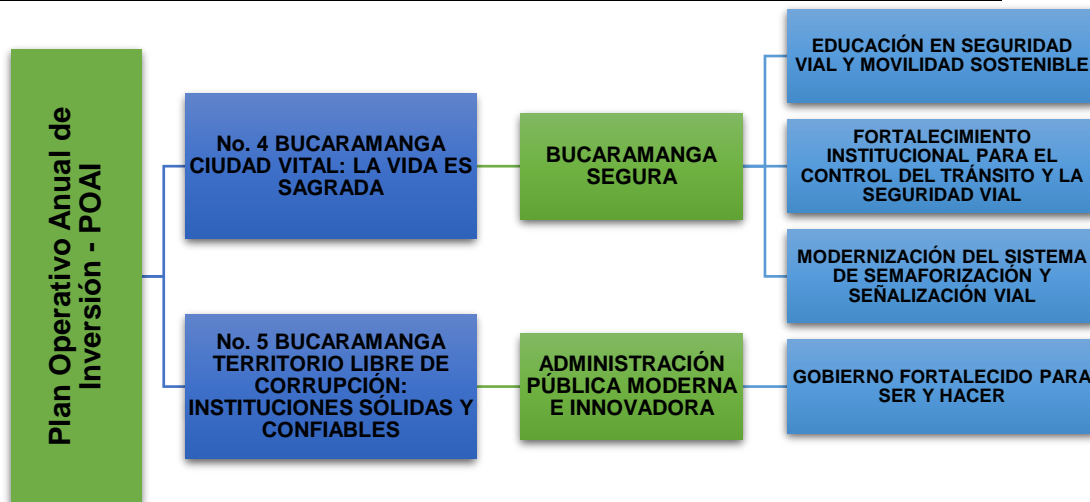 Plan Operativo Anual de
Inversión - POAI
No. 4 BUCARAMANGA
CIUDAD VITAL: LA VIDA ES
SAGRADA
BUCARAMANGA
SEGURA
EDUCACIÓN EN SEGURIDAD
VIAL Y MOVILIDAD SOSTENIBLE
FORTALECIMIENTO
INSTITUCIONAL PARA EL
CONTROL DEL TRÁNSITO Y LA
SEGURIDAD VIAL
MODERNIZACIÓN DEL SISTEMA
DE SEMAFORIZACIÓN Y
SEÑALIZACIÓN VIAL
No. 5 BUCARAMANGA
TERRITORIO LIBRE DE
CORRUPCIÓN:
INSTITUCIONES SÓLIDAS Y
CONFIABLES
ADMINISTRACIÓN
PÚBLICA MODERNA
E INNOVADORA
GOBIERNO FORTALECIDO PARA
SER Y HACER